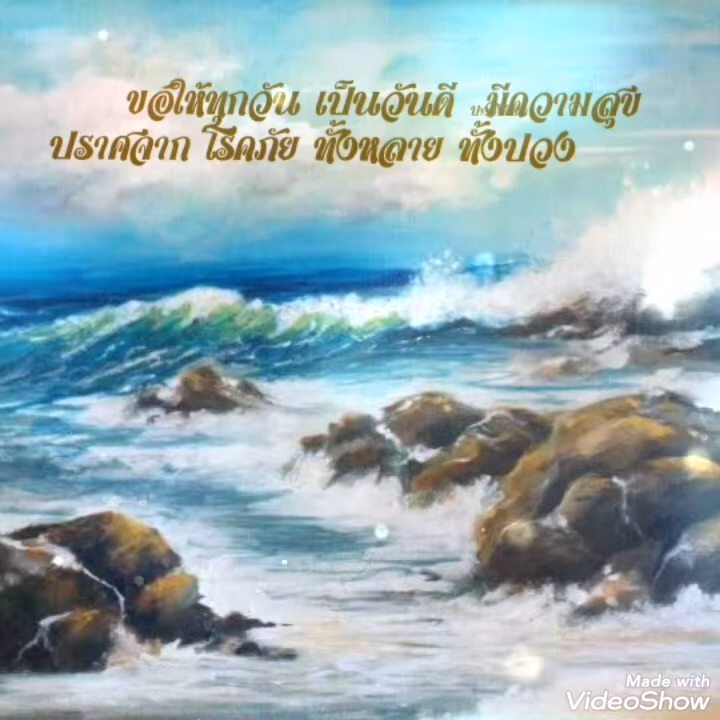 ขอให้ทุกวัน เป็นวันดี มีความสุข
ปราศจาก โรคภัย ทั้งหลาย ทั้งปวง
Made with
VideoShow